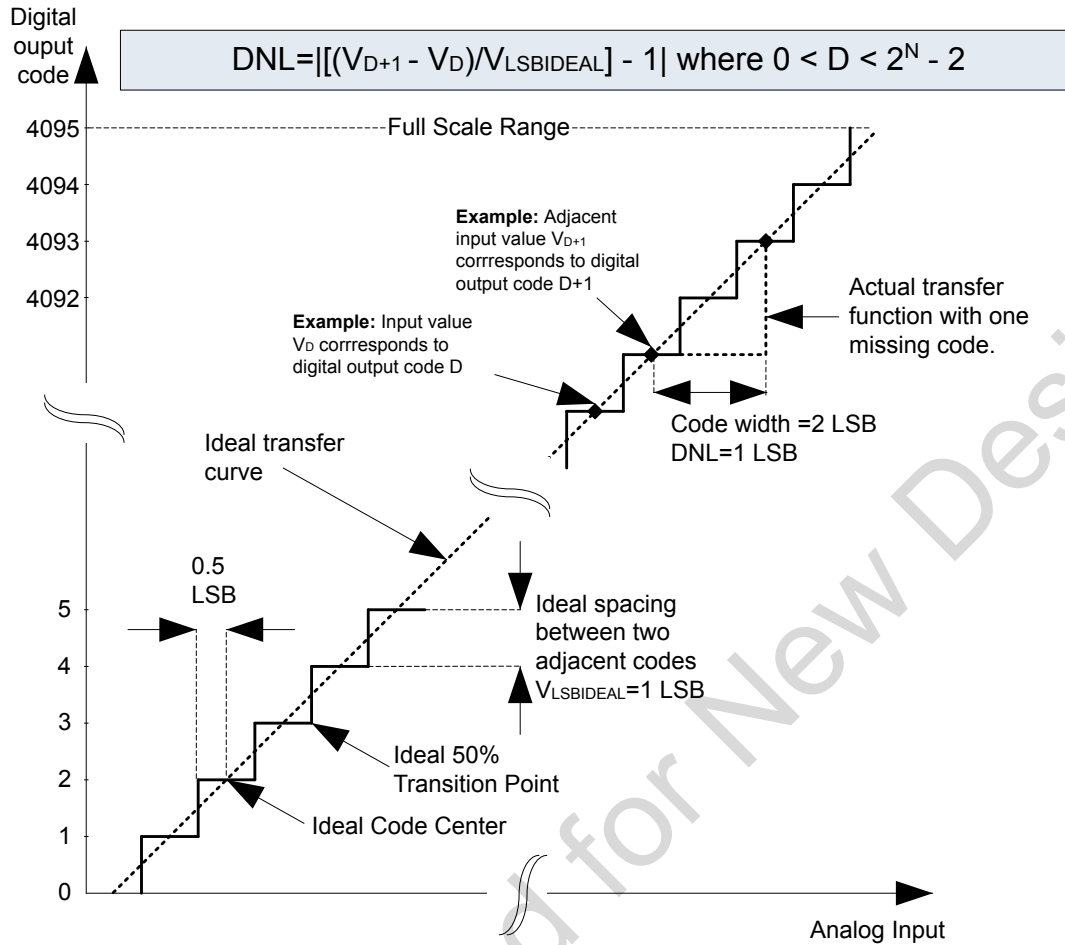 Digital
ouput
code
DNL=|[(VD+1 - VD)/VLSBIDEAL] - 1| where 0 < D < 2^N - 2
4095
Full Scale Range
4094
4093
4092
Example: Adjacent
input value VD+1
corrresponds to digital
output code D+1
Example: Input value
VD corrresponds to
digital output code D
Actual transfer
function with one
missing code.
Code width =2 LSB
DNL=1 LSB
Ideal transfer
curve
0.5
LSB
5
4
3
2
1
0
Ideal spacing
between two
adjacent codes
VLSBIDEAL=1 LSB
Ideal 50%
Transition Point
Ideal Code Center
Analog Input
for New